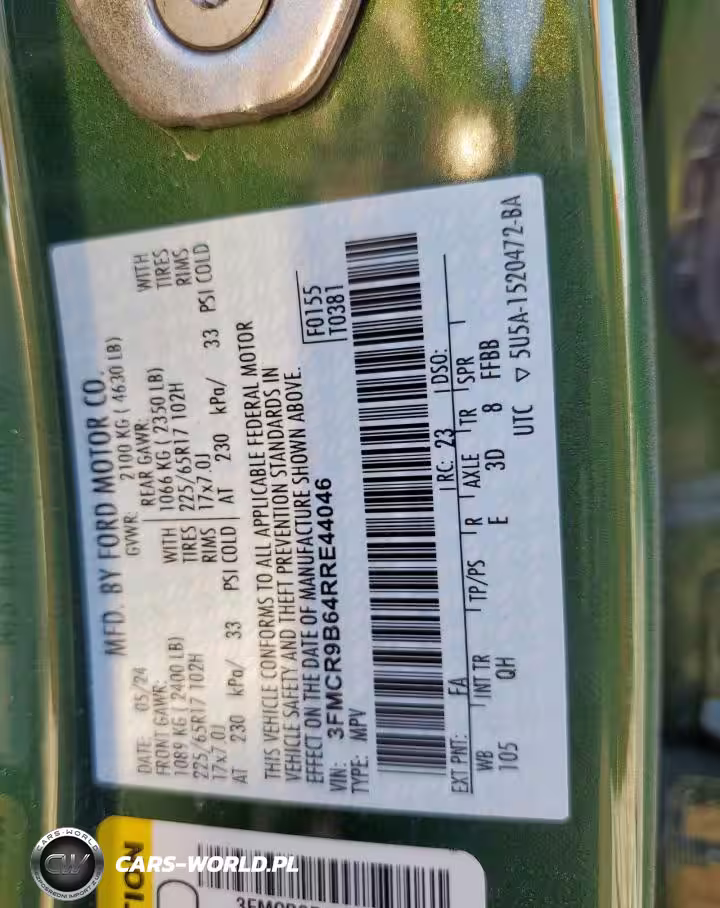 MFD. BY FORD MOTOR CO.
DATE: 05/24 GVWR: 2100 KG ( 4630 LB)
FRONT GAWR: REAR GAWR:
1089 KG ( 2400 LB) WITH 1066 KG ( 2350 LB) WITH
225/65R17 102H TIRES 225/65R17 102H TIRES
17x7.0J RIMS 17x7.0J RIMS
AT 230 kPa/ 33 PSI COLD AT 230 kPa/ 33 PSI COLD
THIS VEHICLE CONFORMS TO ALL APPLICABLE FEDERAL MOTOR
VEHICLE SAFETY AND THEFT PREVENTION STANDARDS IN
EFFECT ON THE DATE OF MANUFACTURE SHOWN ABOVE.
VIN: 3FMCR9B64RRE44046
TYPE: MPV
F0155
T0381
EXT PNT: FA RC: 23 DSO:
WB INT TR TP/PS R AXLE TR SPR
105 QH E 3D 8 FFBB
UTC ▽ 5U5A-1520472-BA
CARS-WORLD
CW
CARS-WORLD.PL